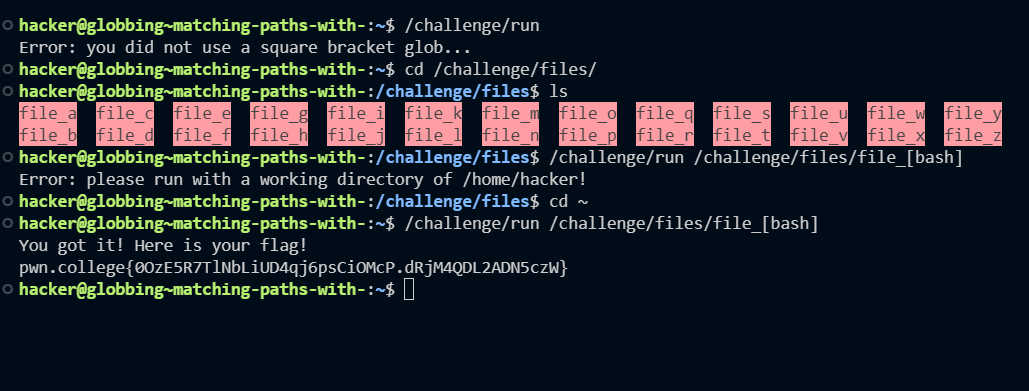 hacker@globbing~matching-paths-with-:~$ /challenge/run
Error: you did not use a square bracket glob...
hacker@globbing~matching-paths-with-:~$ cd /challenge/files/
hacker@globbing~matching-paths-with-:/challenge/files$ ls
file_a file_c file_e file_g file_i file_k file_m file_o file_q file_s file_u file_w file_y
file_b file_d file_f file_h file_j file_l file_n file_p file_r file_t file_v file_x file_z
hacker@globbing~matching-paths-with-:/challenge/files$ /challenge/run /challenge/files/file_[bash]
Error: please run with a working directory of /home/hacker!
hacker@globbing~matching-paths-with-:/challenge/files$ cd ~
hacker@globbing~matching-paths-with-:~$ /challenge/run /challenge/files/file_[bash]
You got it! Here is your flag!
pwn.college{0OzE5R7TlNbLiUD4qj6psCiOMcP.dRjM4QDL2ADN5czW}
hacker@globbing~matching-paths-with-:~$